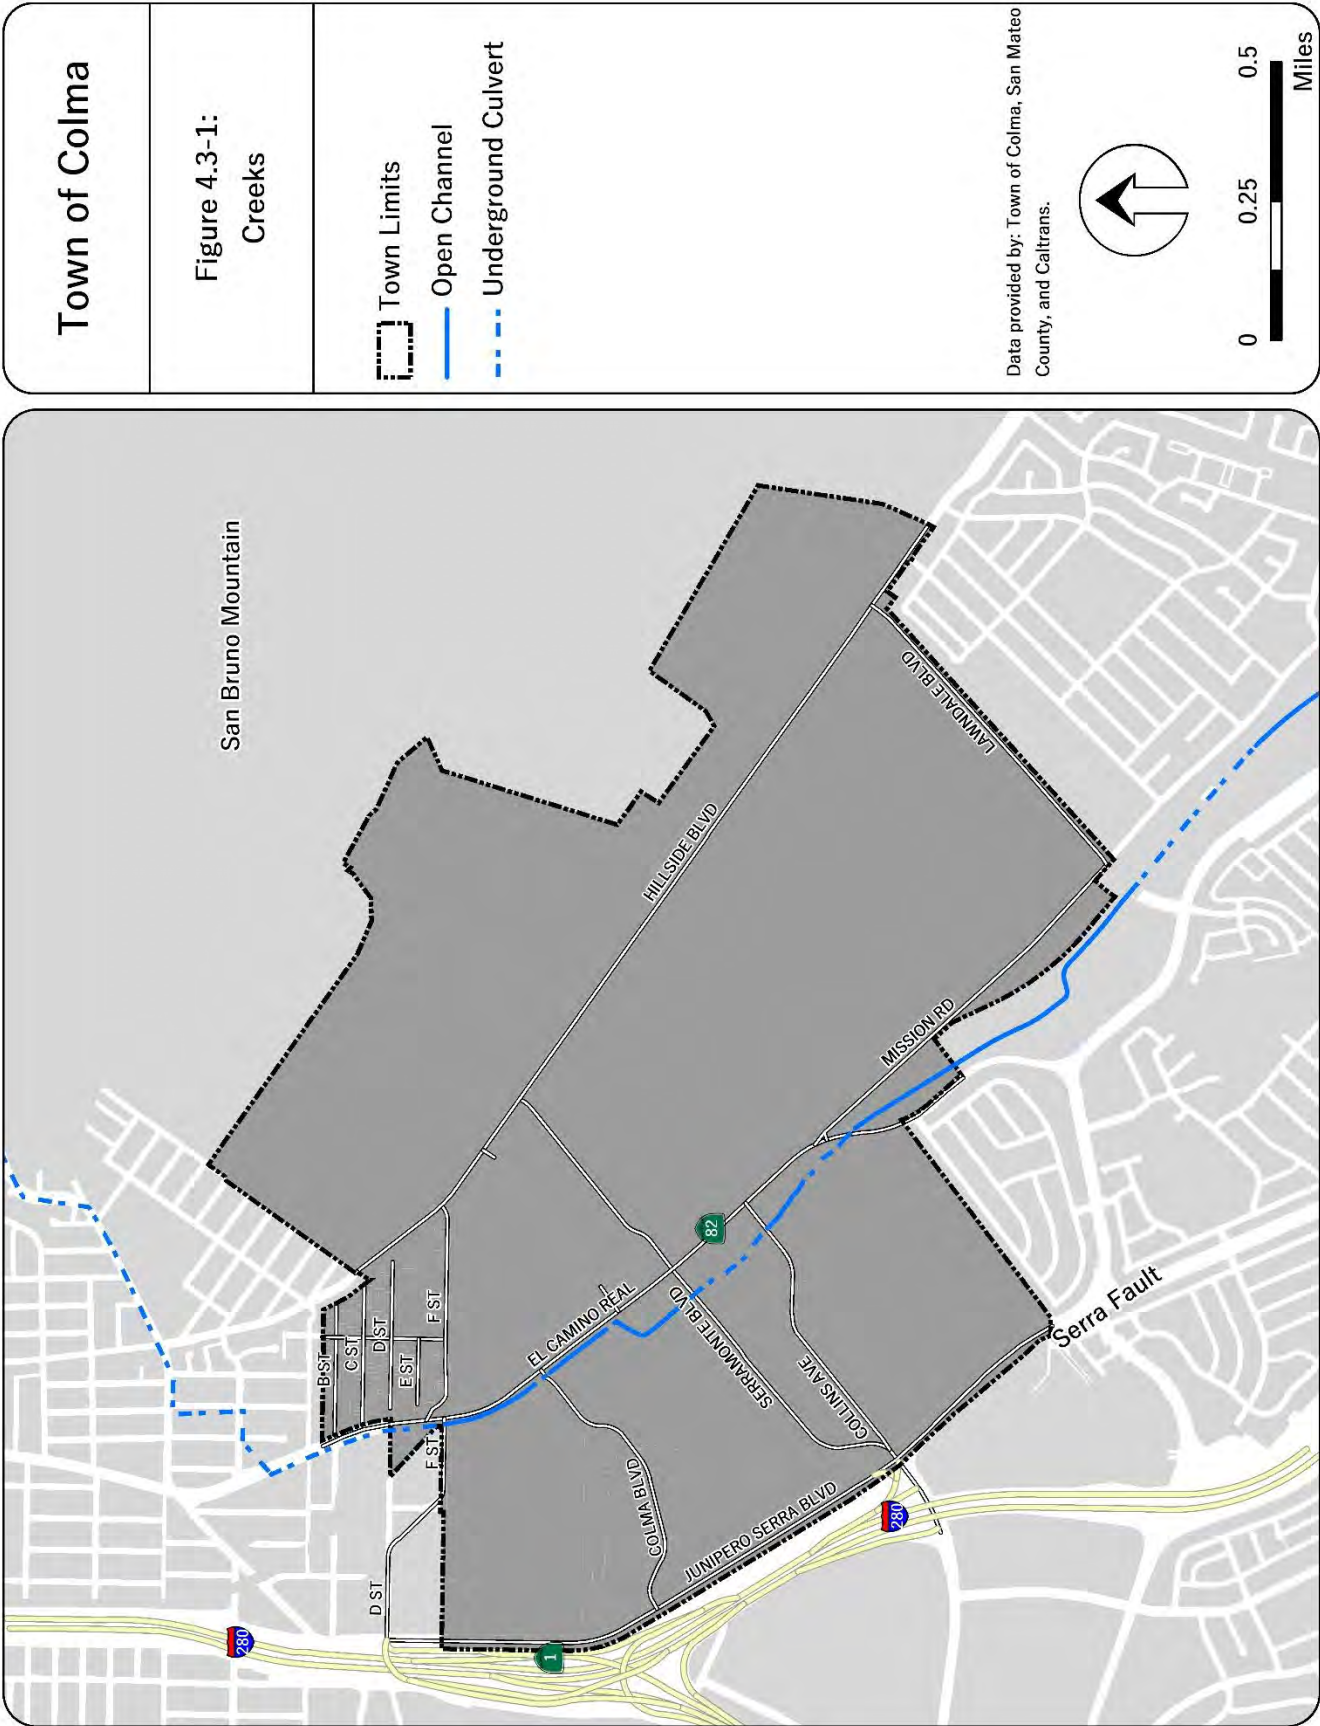 Town of Colma
Figure 4.3-1:
Creeks
Town Limits
Open Channel
Underground Culvert
Data provided by: Town of Colma, San Mateo
County, and Caltrans.
0 0.25 0.5
Miles
San Bruno Mountain
HILLSIDE BLVD
LAWNDALE BLVD
MISSION RD
B ST
C ST
D ST
E ST
F ST
F ST
D ST
EL CAMINO REAL
82
SERRAMONTE BLVD
COLLINS AVE
COLMA BLVD
JUNIPERO SERRA BLVD
Serra Fault
280
280
1